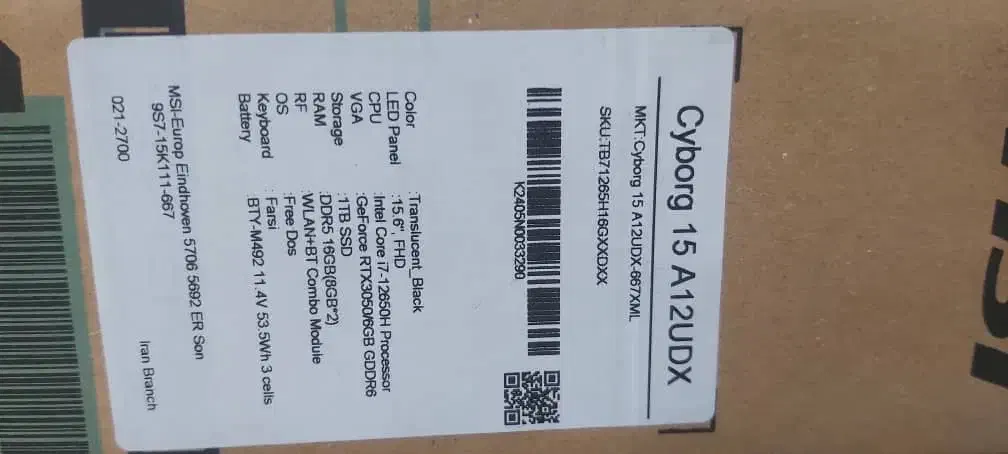 Cyborg 15 A12UDX
MKT:Cyborg 15 A12UDX-667XML
SKU:TB71265H16GXXDXX
K2405N0033290
Color :Translucent_Black
LED Panel :15.6", FHD
CPU :Intel Core i7-12650H Processor
VGA :GeForce RTX3050/6GB GDDR6
Storage :1TB SSD
RAM :DDR5 16GB(8GB*2)
RF :WLAN+BT Combo Module
OS :Free Dos
Keyboard : Farsi
Battery : BTY-M492 11.4V 53.5Wh 3 cells
MSI-Europ Eindhoven 5706 5692 ER Son
9S7-15K111-667
Iran Branch
021-2700